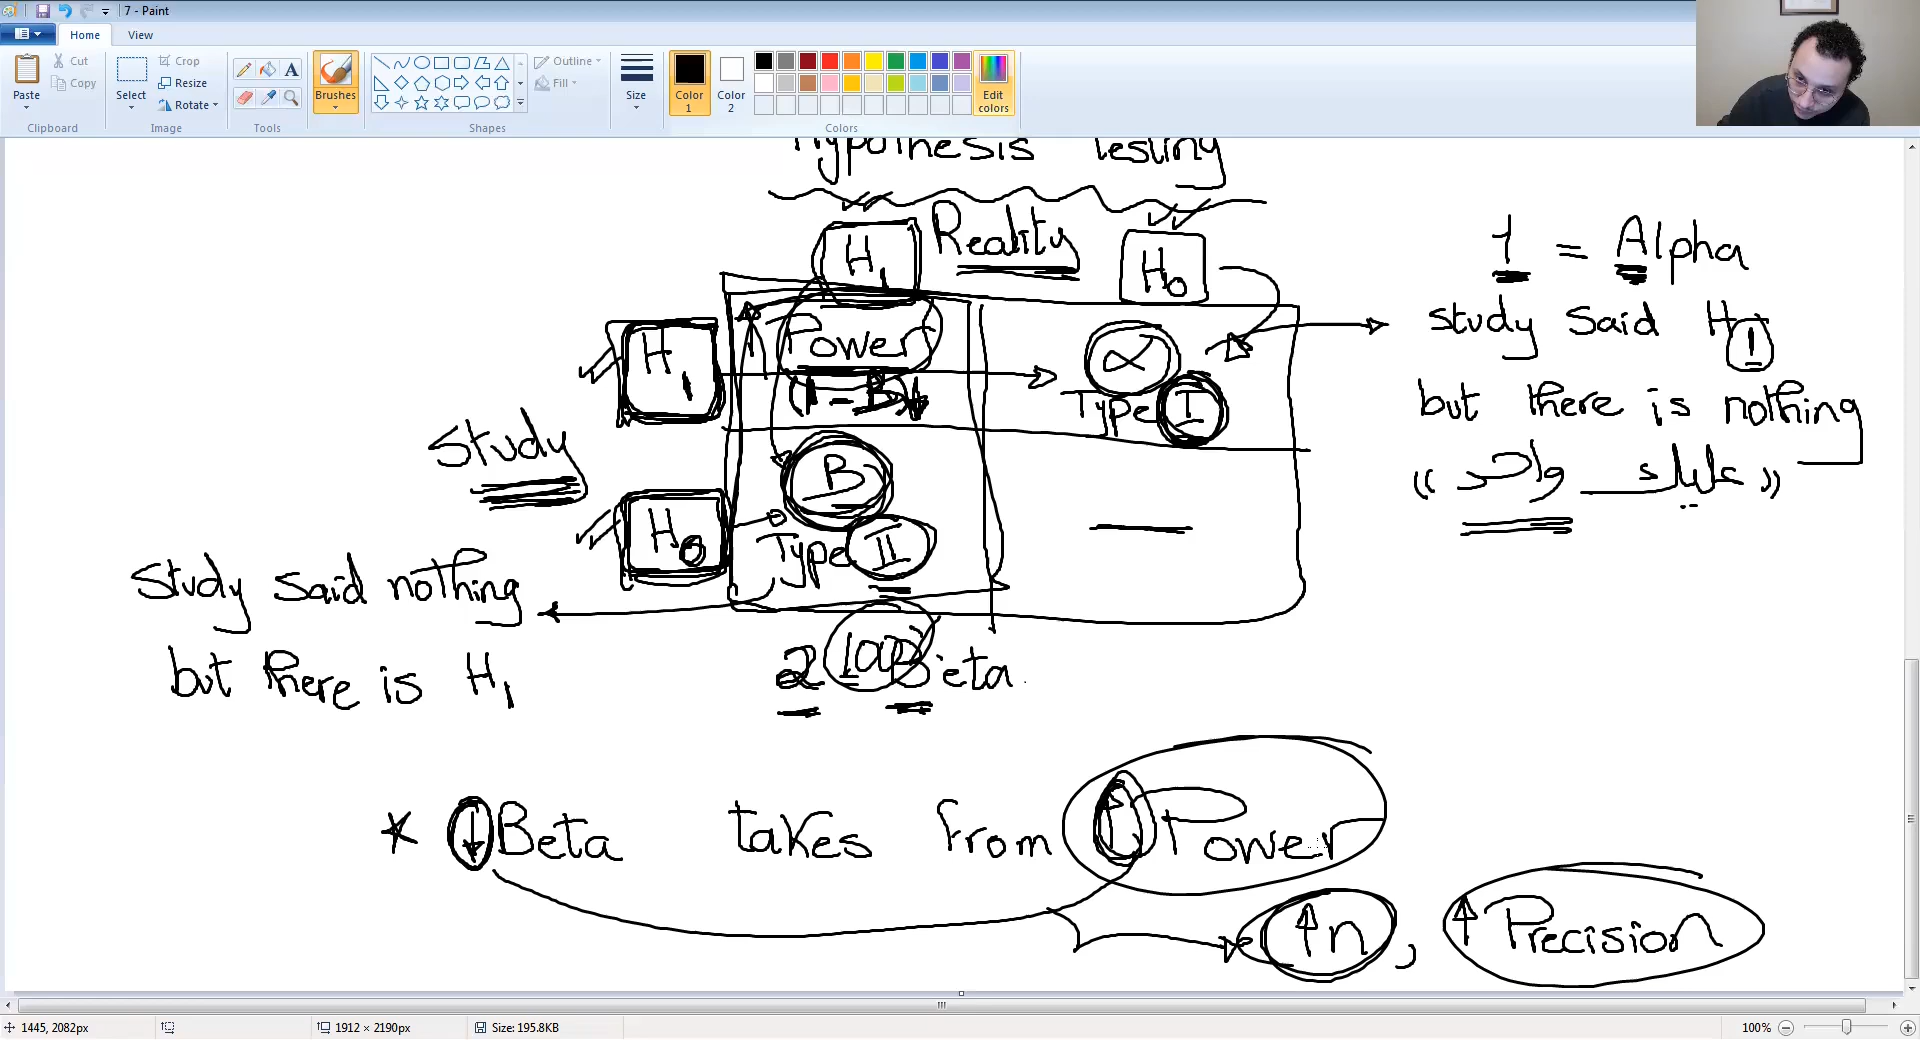 7 - Paint
Home View
Paste
Cut
Copy
Clipboard
Select
Crop
Resize
Rotate
Image
A
Tools
Brushes
Shapes
Outline
Fill
Size
Color 1
Color 2
Edit colors
Colors
Hypothesis Testing
Reality
H1
H0
Study
H1
Power
(1 - B)
α
Type I
H0
B
Type II
1 = Alpha
study said H1
but there is nothing
Study said nothing
but there is H1
2 Beta
* ↓ Beta takes from ↑ Power
↑ n , ↑ Precision
1445, 2082px
1912 × 2190px
Size: 195.8KB
100%